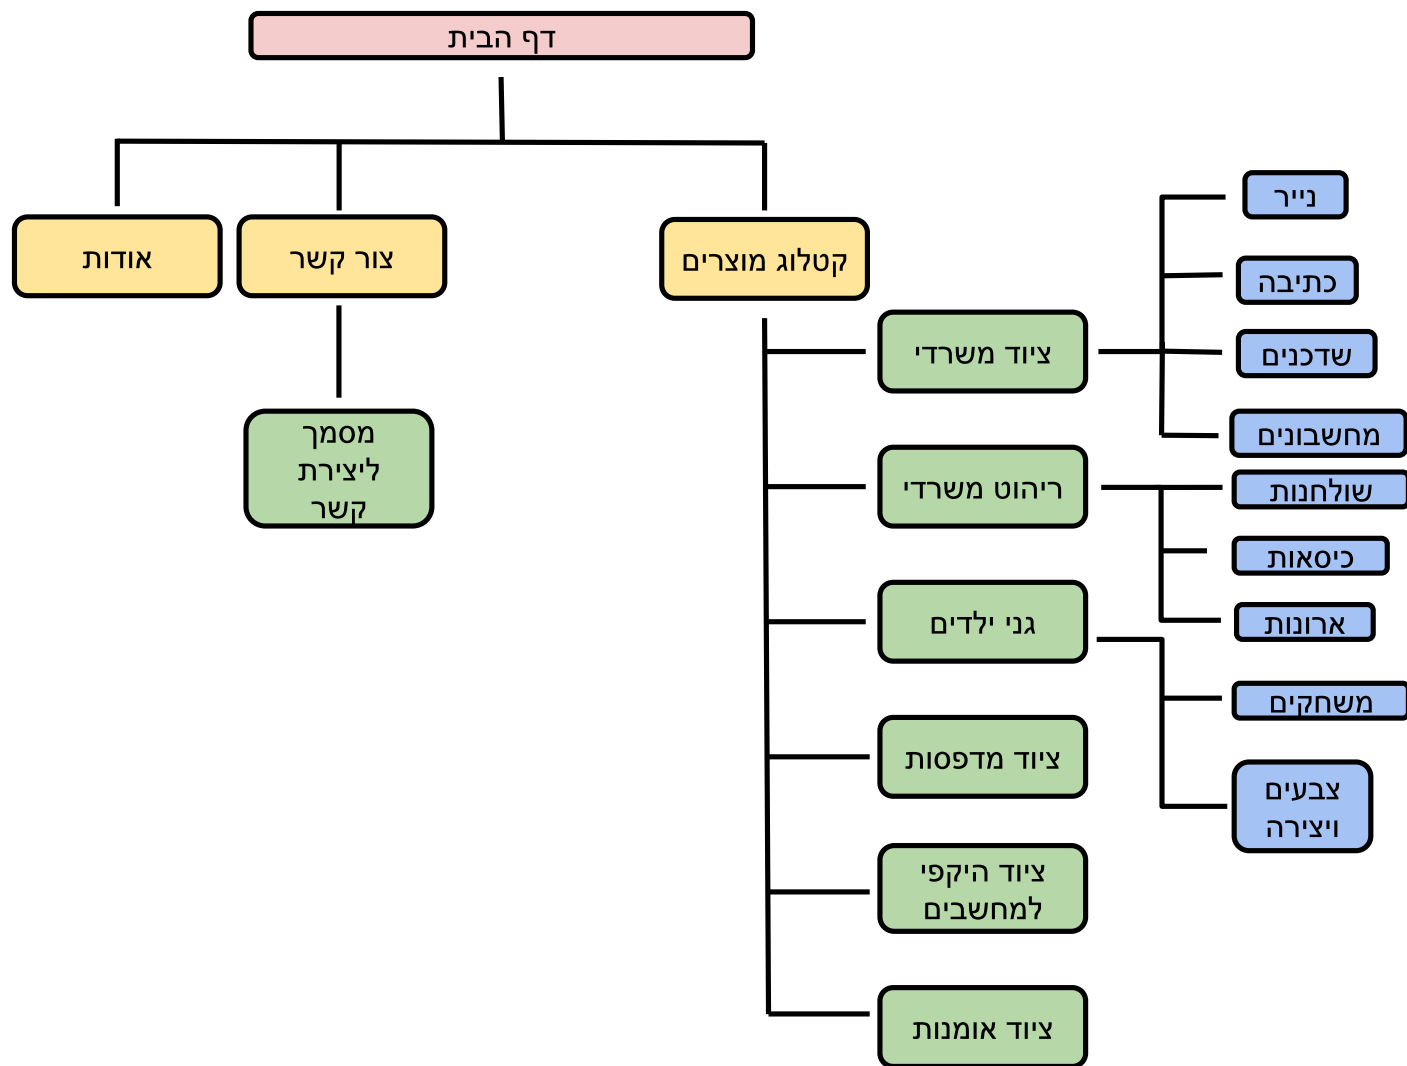 דף הבית
אודות
צור קשר
קטלוג מוצרים
מסמך
ליצירת
קשר
ציוד משרדי
ריהוט משרדי
גני ילדים
ציוד מדפסות
ציוד היקפי
למחשבים
ציוד אומנות
נייר
כתיבה
שדכנים
מחשבונים
שולחנות
כיסאות
ארונות
משחקים
צבעים
ויצירה